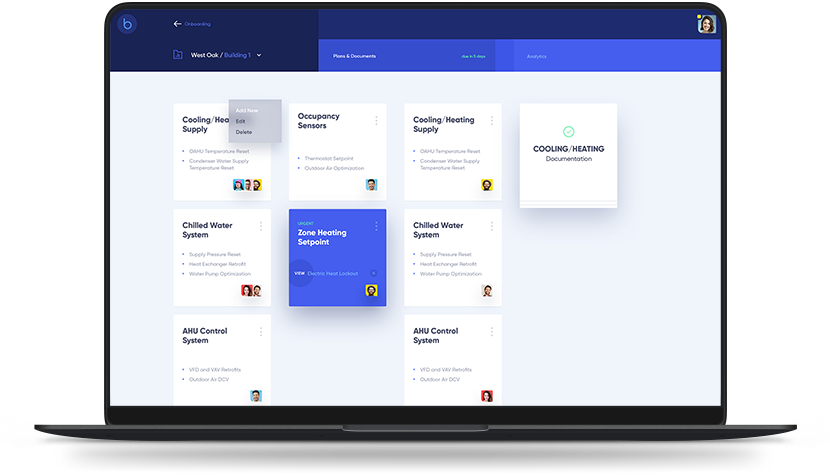 b
Onboarding
West Oak / Building 1
Plans & Documents
due in 5 days
Analytics
Add New
Edit
Delete
Cooling/Hea
Supply
OAHU Temperature Reset
Condenser Water Supply
Temperature Reset
Occupancy
Sensors
Thermostat Setpoint
Outdoor Air Optimization
Cooling/Heating
Supply
OAHU Temperature Reset
Condenser Water Supply
Temperature Reset
COOLING/HEATING
Documentation
Chilled Water
System
Supply Pressure Reset
Heat Exchanger Retrofit
Water Pump Optimization
URGENT
Zone Heating
Setpoint
VIEW Electric Heat Lockout
Chilled Water
System
Supply Pressure Reset
Heat Exchanger Retrofit
Water Pump Optimization
AHU Control
System
VFD and VAV Retrofits
Outdoor Air DCV
AHU Control
System
VFD and VAV Retrofits
Outdoor Air DCV